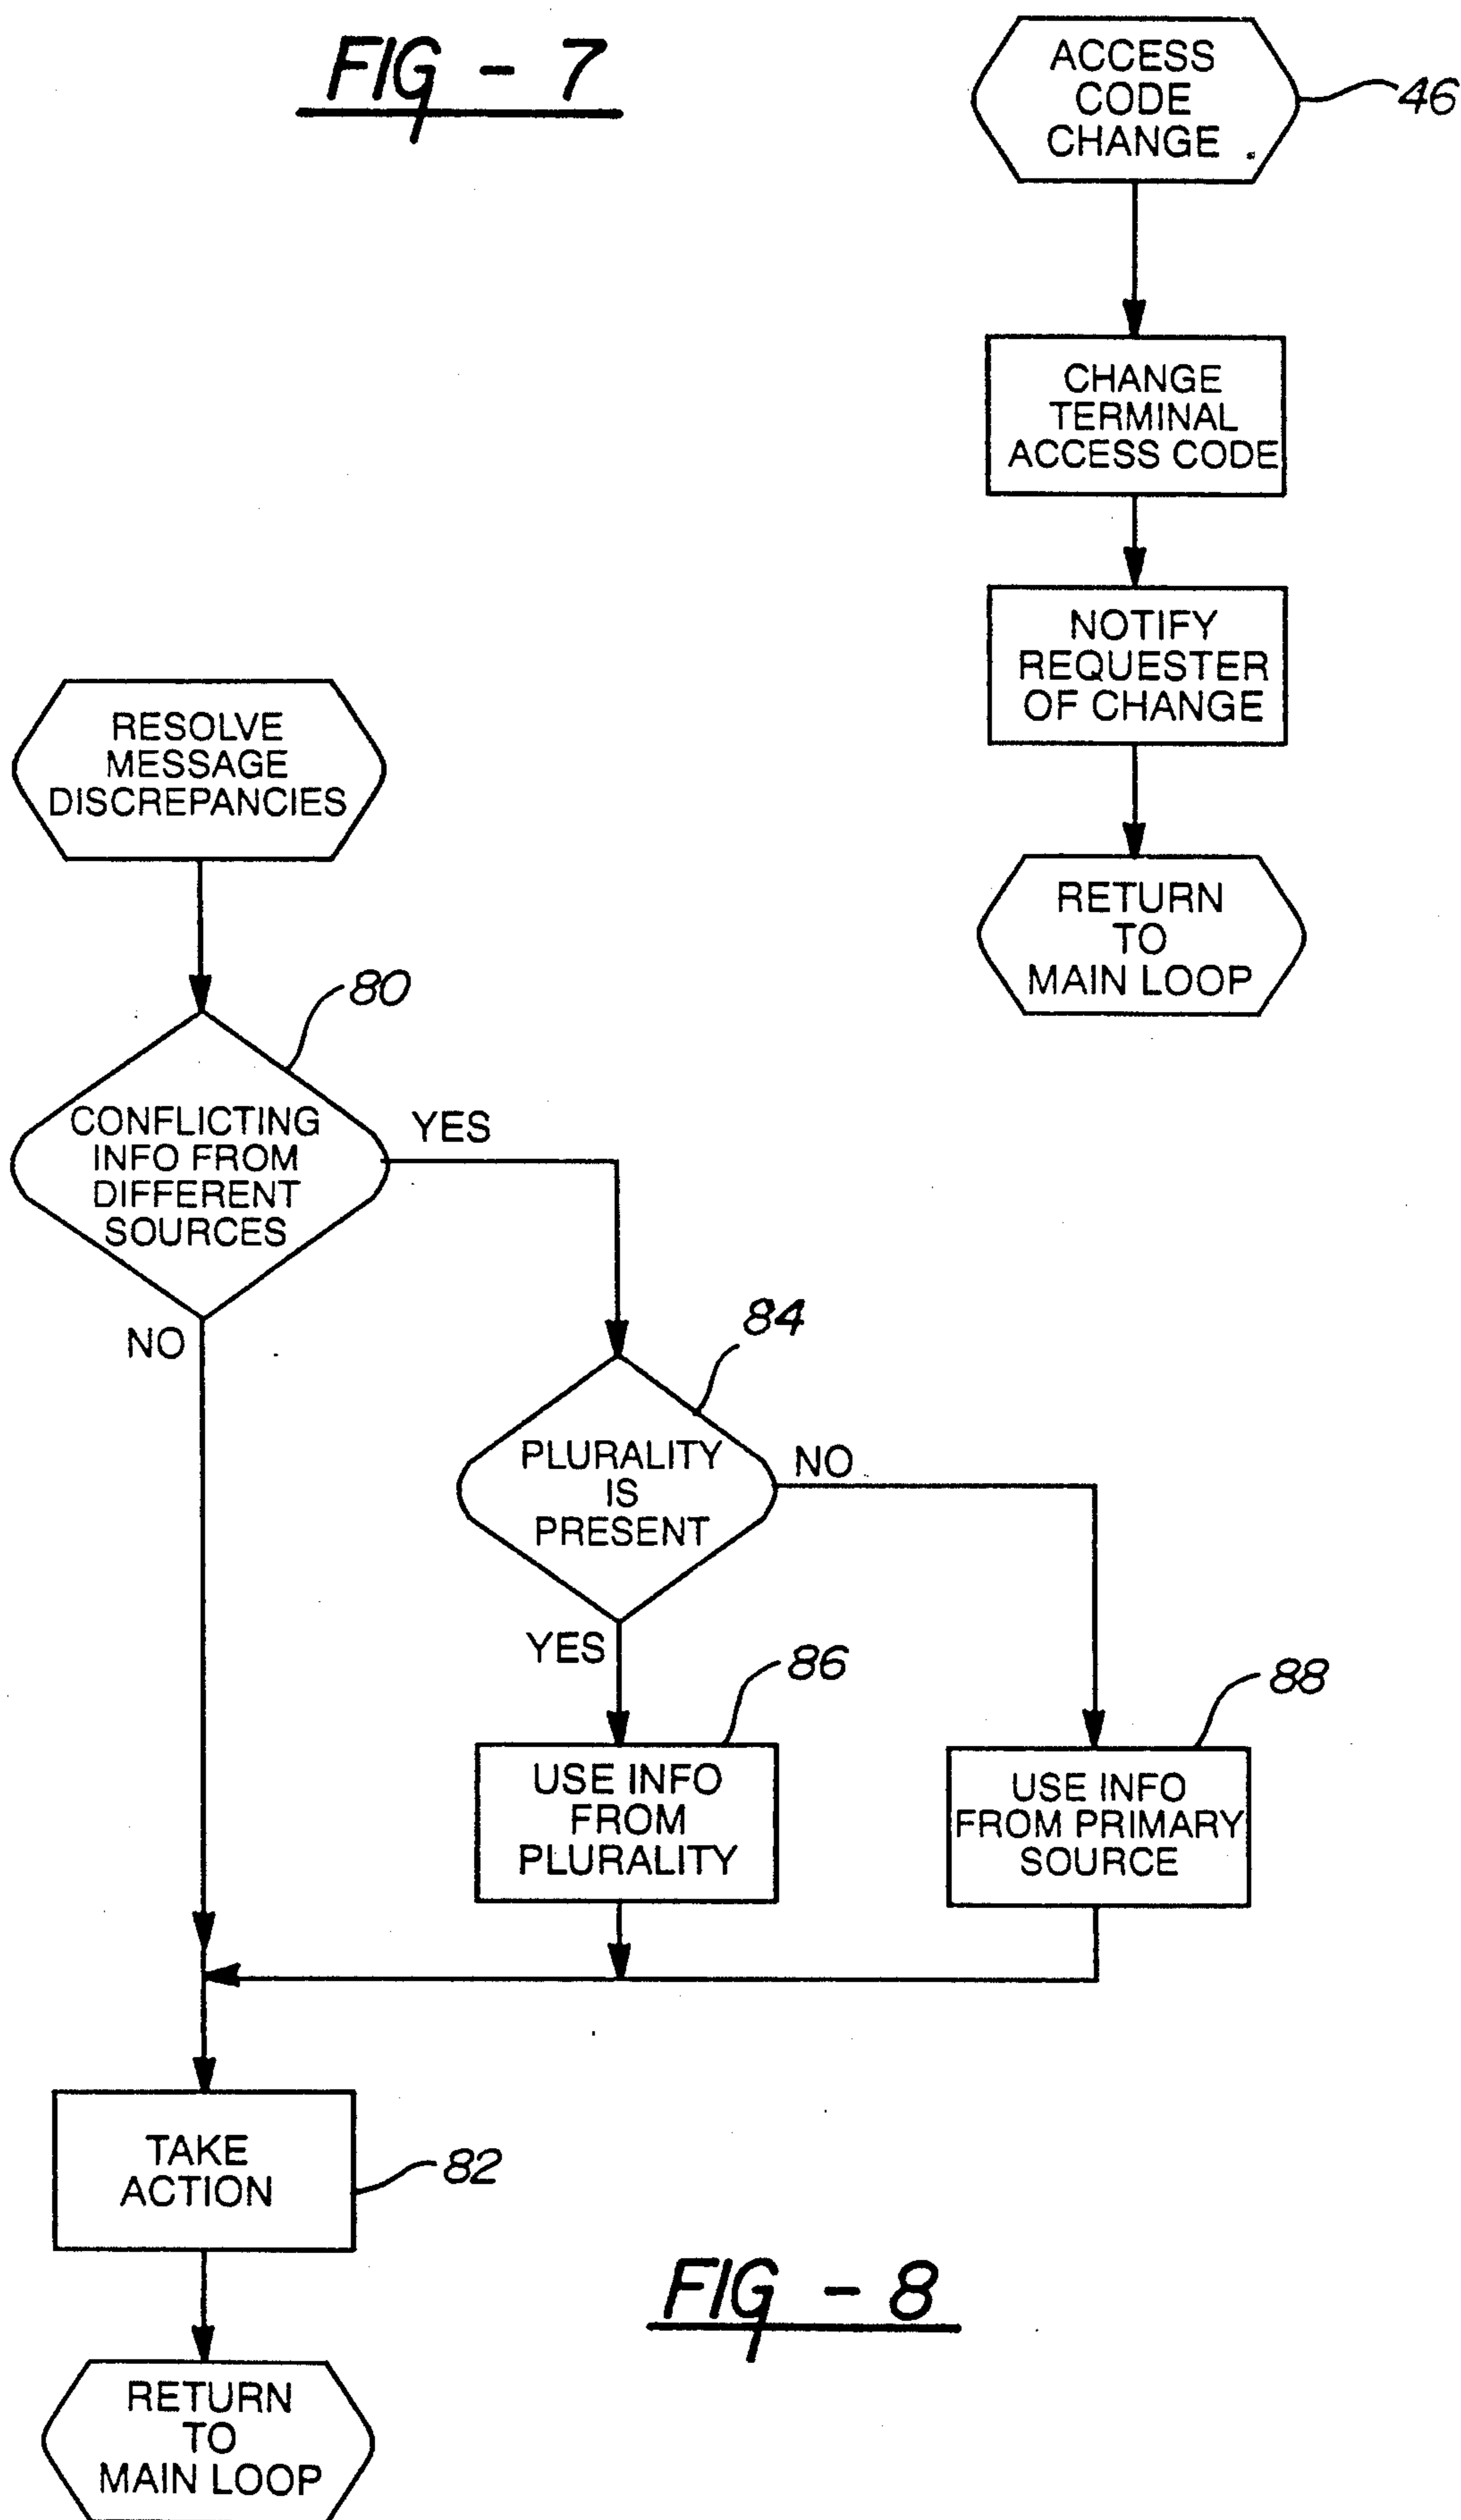 FIG - 7
ACCESS
CODE
CHANGE
46
CHANGE
TERMINAL
ACCESS CODE
NOTIFY
REQUESTER
OF CHANGE
RETURN
TO
MAIN LOOP
RESOLVE
MESSAGE
DISCREPANCIES
80
CONFLICTING
INFO FROM
DIFFERENT
SOURCES
YES
NO
84
PLURALITY
IS
PRESENT
NO
YES
86
USE INFO
FROM
PLURALITY
88
USE INFO
FROM PRIMARY
SOURCE
TAKE
ACTION
82
RETURN
TO
MAIN LOOP
FIG - 8